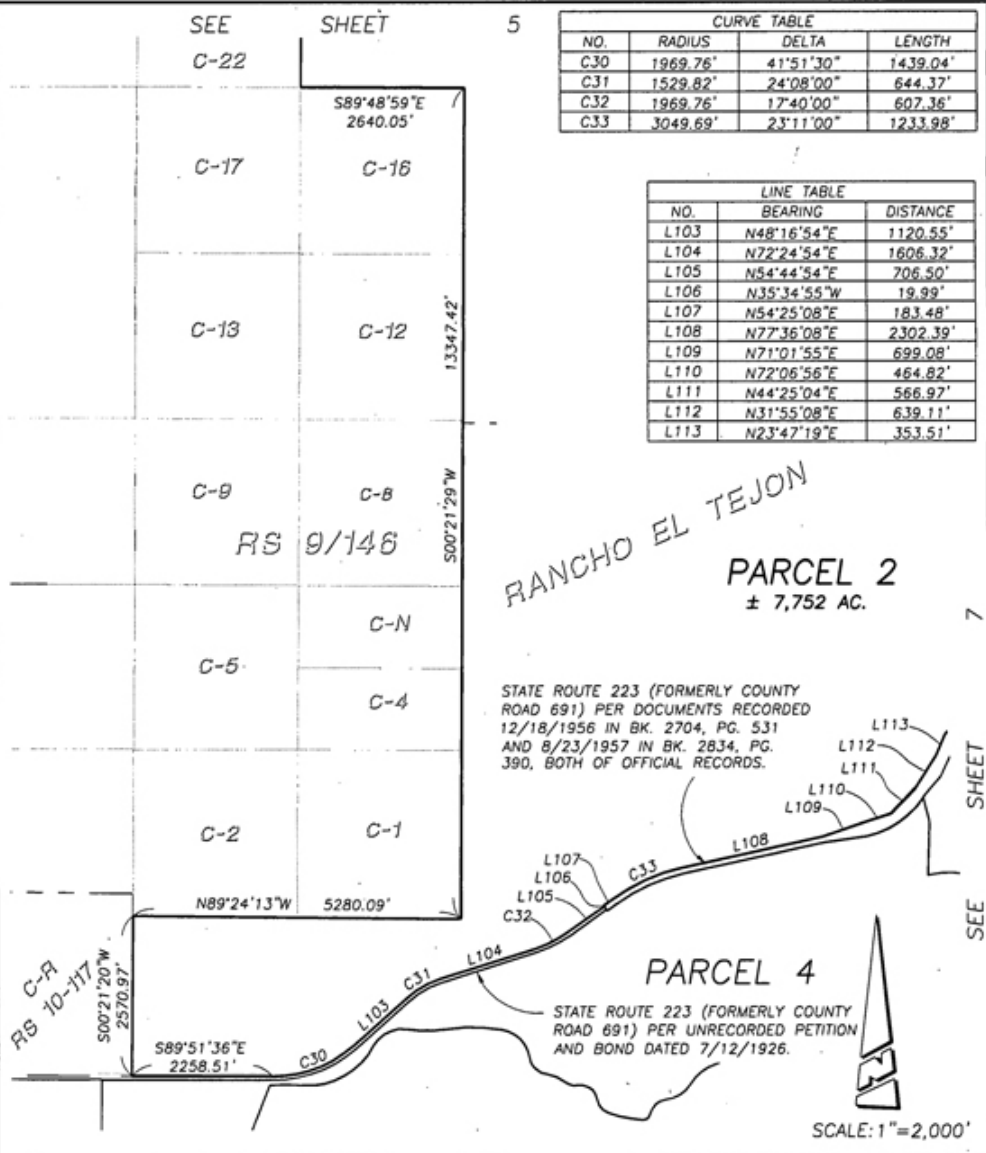 SEE SHEET 5
C-22
S89°48'59"E
2640.05'
C-17
C-16
C-13
C-12
13347.42'
C-9
C-8
S00°21'29"W
RS 9/146
C-N
C-5
C-4
C-2
C-1
N89°24'13"W 5280.09'
C-R
RS 10-117
S00°21'20"W
2570.97'
S89°51'36"E
2258.51'
CURVE TABLE
NO. RADIUS DELTA LENGTH
C30 1969.76' 41°51'30" 1439.04'
C31 1529.82' 24°08'00" 644.37'
C32 1969.76' 17°40'00" 607.36'
C33 3049.69' 23°11'00" 1233.98'
LINE TABLE
NO. BEARING DISTANCE
L103 N48°16'54"E 1120.55'
L104 N72°24'54"E 1606.32'
L105 N54°44'54"E 706.50'
L106 N35°34'55"W 19.99'
L107 N54°25'08"E 183.48'
L108 N77°36'08"E 2302.39'
L109 N71°01'55"E 699.08'
L110 N72°06'56"E 464.82'
L111 N44°25'04"E 566.97'
L112 N31°55'08"E 639.11'
L113 N23°47'19"E 353.51'
RANCHO EL TEJON
PARCEL 2
± 7,752 AC.
SEE SHEET 7
STATE ROUTE 223 (FORMERLY COUNTY
ROAD 691) PER DOCUMENTS RECORDED
12/18/1956 IN BK. 2704, PG. 531
AND 8/23/1957 IN BK. 2834, PG.
390, BOTH OF OFFICIAL RECORDS.
L113
L112
L111
L110
L109
L108
C33
L107
L106
L105
C32
L104
C31
L103
C30
PARCEL 4
STATE ROUTE 223 (FORMERLY COUNTY
ROAD 691) PER UNRECORDED PETITION
AND BOND DATED 7/12/1926.
N
SCALE: 1"=2,000'